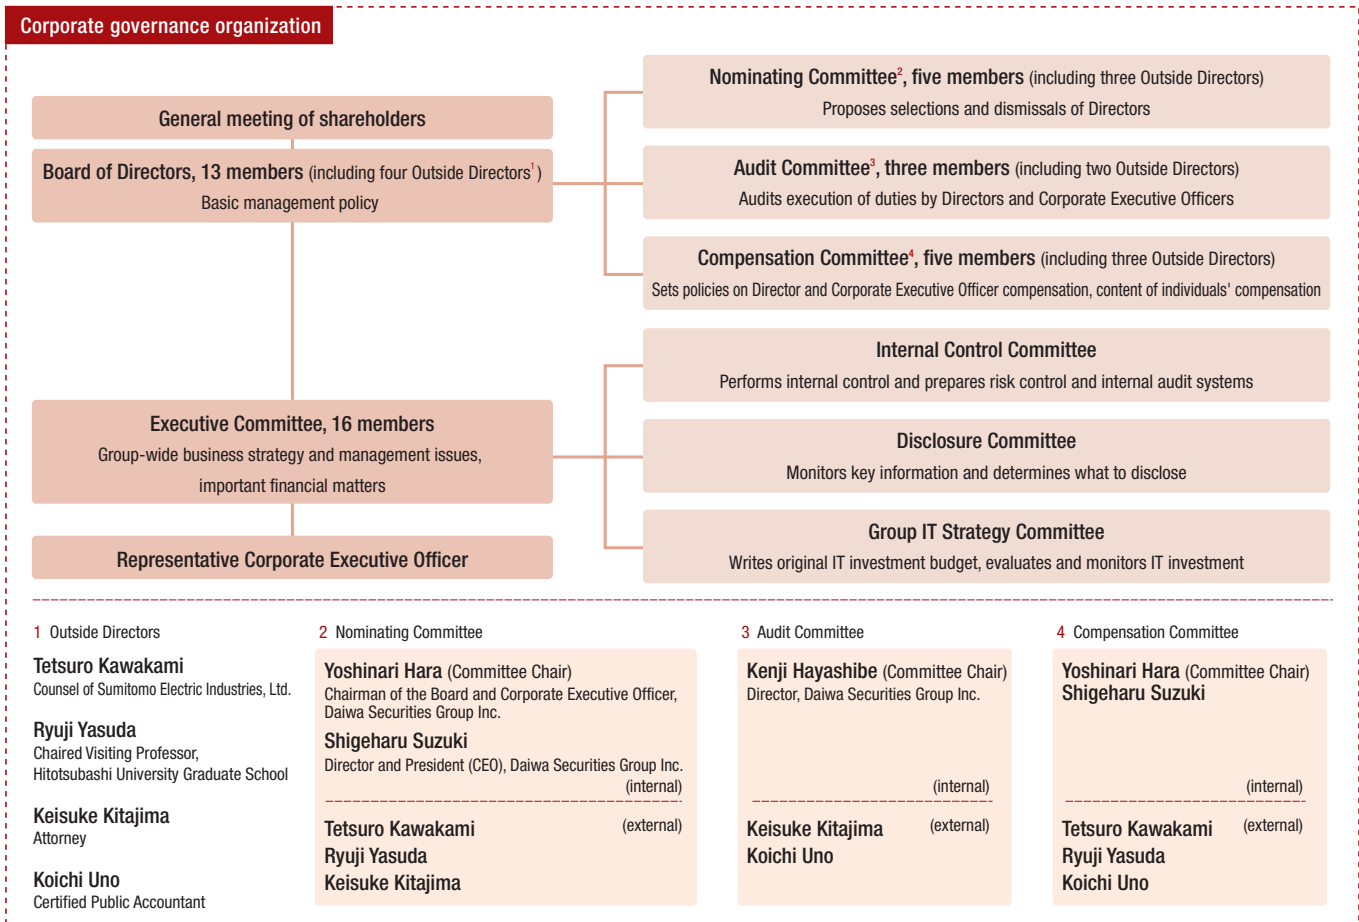 Corporate governance organization
General meeting of shareholders
Board of Directors, 13 members (including four Outside Directors1)
Basic management policy
Nominating Committee2, five members (including three Outside Directors)
Proposes selections and dismissals of Directors
Audit Committee3, three members (including two Outside Directors)
Audits execution of duties by Directors and Corporate Executive Officers
Compensation Committee4, five members (including three Outside Directors)
Sets policies on Director and Corporate Executive Officer compensation, content of individuals' compensation
Executive Committee, 16 members
Group-wide business strategy and management issues,
important financial matters
Representative Corporate Executive Officer
Internal Control Committee
Performs internal control and prepares risk control and internal audit systems
Disclosure Committee
Monitors key information and determines what to disclose
Group IT Strategy Committee
Writes original IT investment budget, evaluates and monitors IT investment
1 Outside Directors
Tetsuro Kawakami
Counsel of Sumitomo Electric Industries, Ltd.
Ryuji Yasuda
Chaired Visiting Professor,
Hitotsubashi University Graduate School
Keisuke Kitajima
Attorney
Koichi Uno
Certified Public Accountant
2 Nominating Committee
Yoshinari Hara (Committee Chair)
Chairman of the Board and Corporate Executive Officer,
Daiwa Securities Group Inc.
Shigeharu Suzuki
Director and President (CEO), Daiwa Securities Group Inc.
(internal)
Tetsuro Kawakami (external)
Ryuji Yasuda
Keisuke Kitajima
3 Audit Committee
Kenji Hayashibe (Committee Chair)
Director, Daiwa Securities Group Inc.
(internal)
Keisuke Kitajima (external)
Koichi Uno
4 Compensation Committee
Yoshinari Hara (Committee Chair)
Shigeharu Suzuki
(internal)
Tetsuro Kawakami (external)
Ryuji Yasuda
Koichi Uno